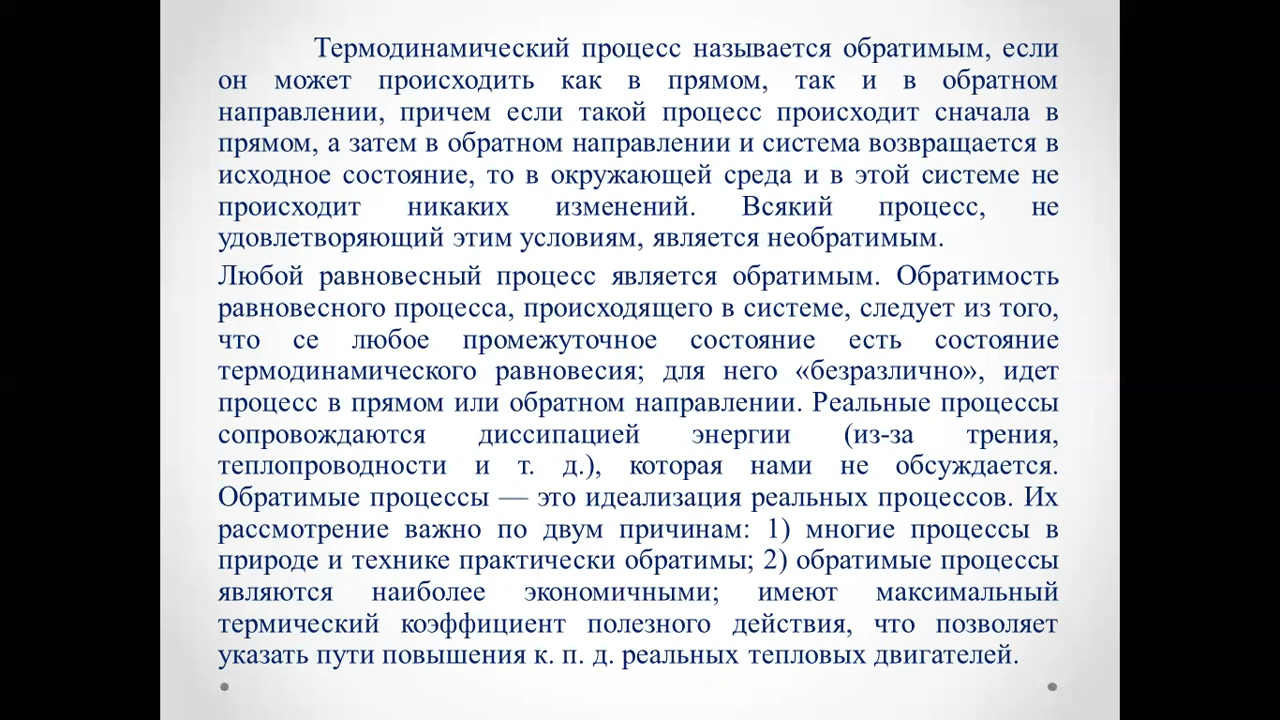 Термодинамический процесс называется обратимым, если
он может происходить как в прямом, так и в обратном
направлении, причем если такой процесс происходит сначала в
прямом, а затем в обратном направлении и система возвращается в
исходное состояние, то в окружающей среда и в этой системе не
происходит никаких изменений. Всякий процесс, не
удовлетворяющий этим условиям, является необратимым.
Любой равновесный процесс является обратимым. Обратимость
равновесного процесса, происходящего в системе, следует из того,
что се любое промежуточное состояние есть состояние
термодинамического равновесия; для него «безразлично», идет
процесс в прямом или обратном направлении. Реальные процессы
сопровождаются диссипацией энергии (из-за трения,
теплопроводности и т. д.), которая нами не обсуждается.
Обратимые процессы — это идеализация реальных процессов. Их
рассмотрение важно по двум причинам: 1) многие процессы в
природе и технике практически обратимы; 2) обратимые процессы
являются наиболее экономичными; имеют максимальный
термический коэффициент полезного действия, что позволяет
указать пути повышения к. п. д. реальных тепловых двигателей.